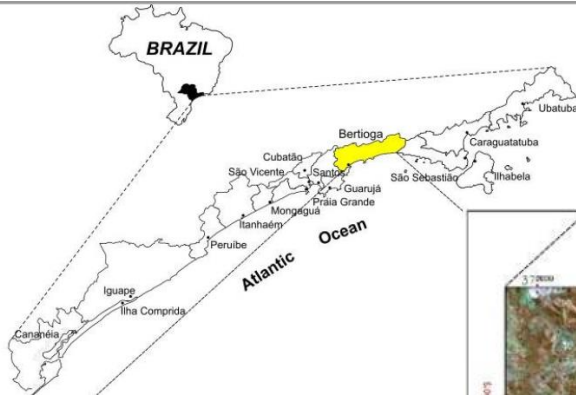 BRAZIL
Ubatuba
Bertioga
Caraguatatuba
Cubatão
São Vicente
Santos
São Sebastião
Ilhabela
Guarujá
Praia Grande
Mongaguá
Itanhaém
Peruíbe
Atlantic Ocean
Iguape
Ilha Comprida
Cananéia